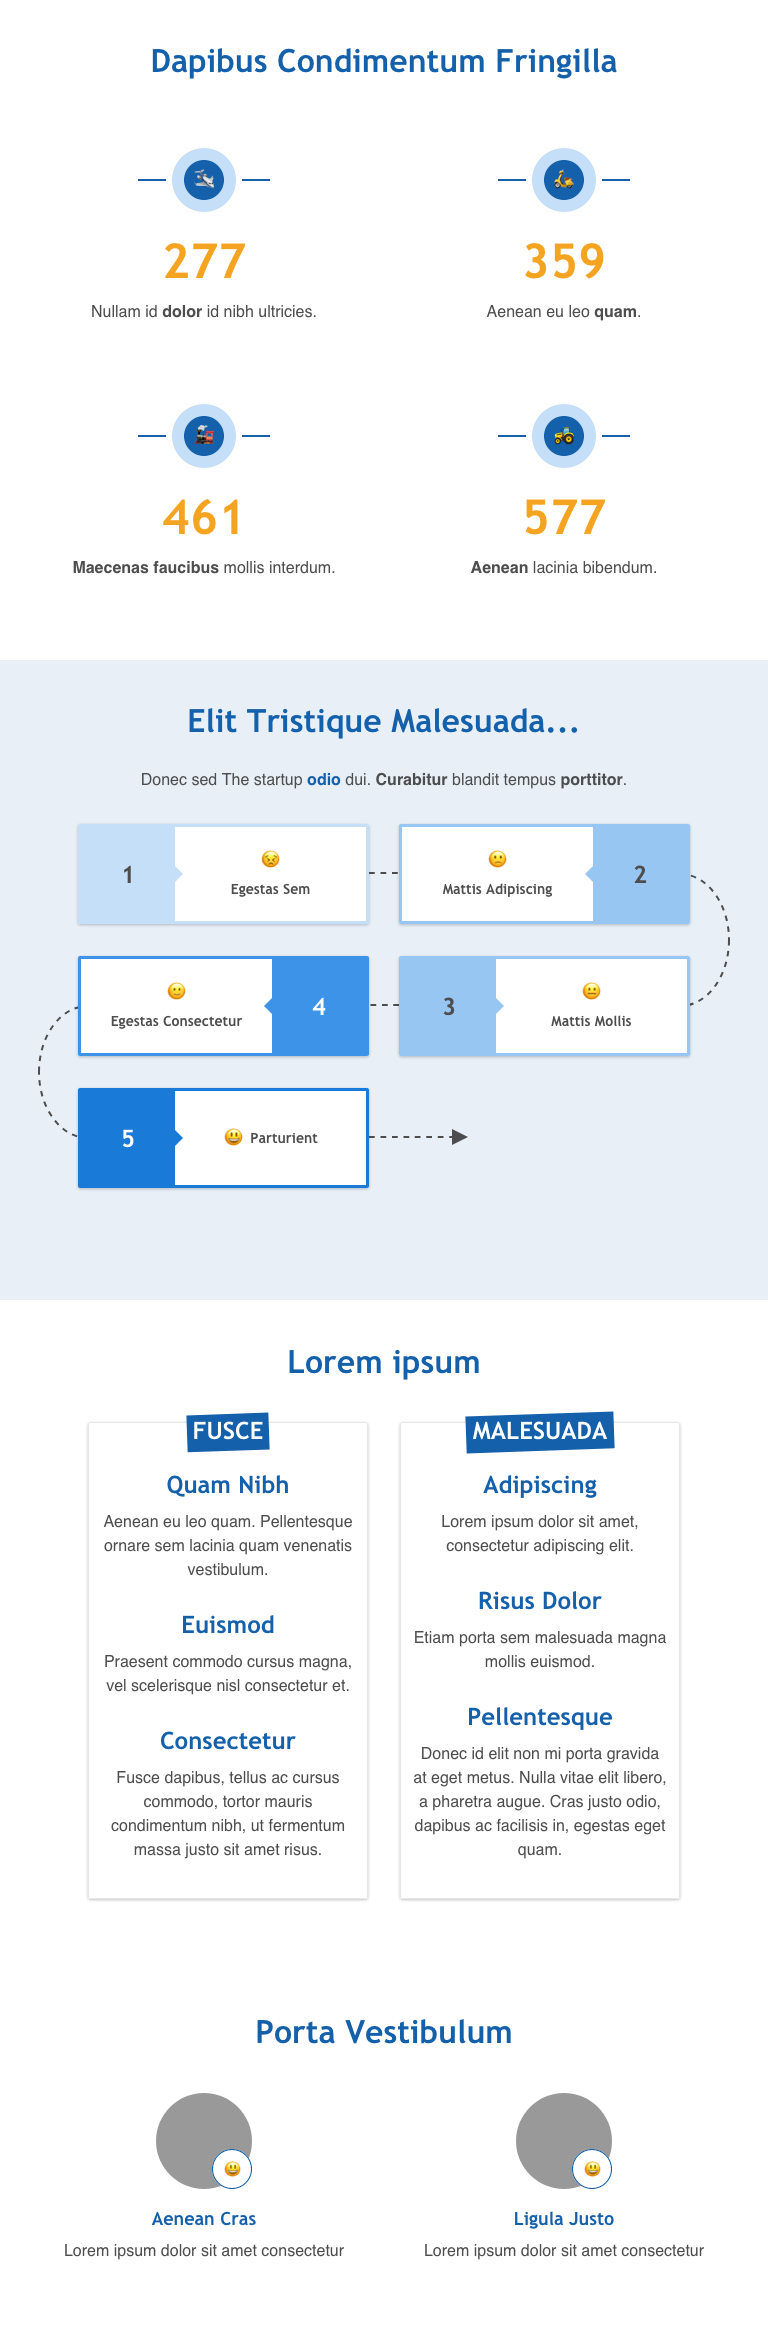 Dapibus Condimentum Fringilla
277
Nullam id dolor id nibh ultricies.
359
Aenean eu leo quam.
461
Maecenas faucibus mollis interdum.
577
Aenean lacinia bibendum.
Elit Tristique Malesuada...
Donec sed The startup odio dui. Curabitur blandit tempus porttitor.
1
Egestas Sem
Mattis Adipiscing
2
3
Mattis Mollis
Egestas Consectetur
4
5
Parturient
Lorem ipsum
FUSCE
Quam Nibh
Aenean eu leo quam. Pellentesque
ornare sem lacinia quam venenatis
vestibulum.
Euismod
Praesent commodo cursus magna,
vel scelerisque nisl consectetur et.
Consectetur
Fusce dapibus, tellus ac cursus
commodo, tortor mauris
condimentum nibh, ut fermentum
massa justo sit amet risus.
MALESUADA
Adipiscing
Lorem ipsum dolor sit amet,
consectetur adipiscing elit.
Risus Dolor
Etiam porta sem malesuada magna
mollis euismod.
Pellentesque
Donec id elit non mi porta gravida
at eget metus. Nulla vitae elit libero,
a pharetra augue. Cras justo odio,
dapibus ac facilisis in, egestas eget
quam.
Porta Vestibulum
Aenean Cras
Lorem ipsum dolor sit amet consectetur
Ligula Justo
Lorem ipsum dolor sit amet consectetur